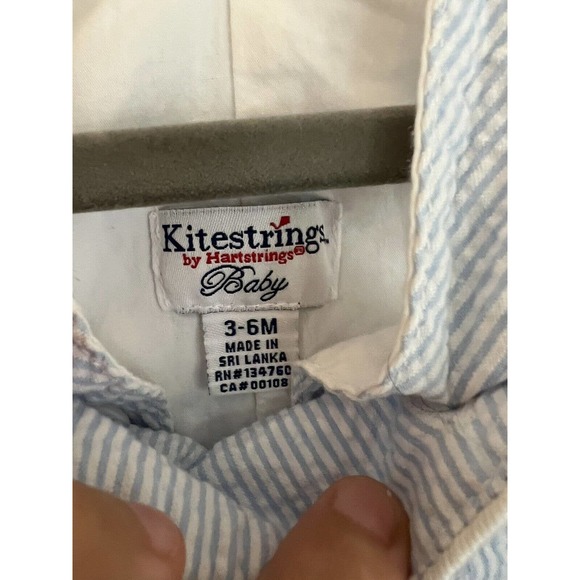 Kitestrings
by Hartstrings®
Baby
3-6M
MADE IN
SRI LANKA
RN#134760
CA#00108